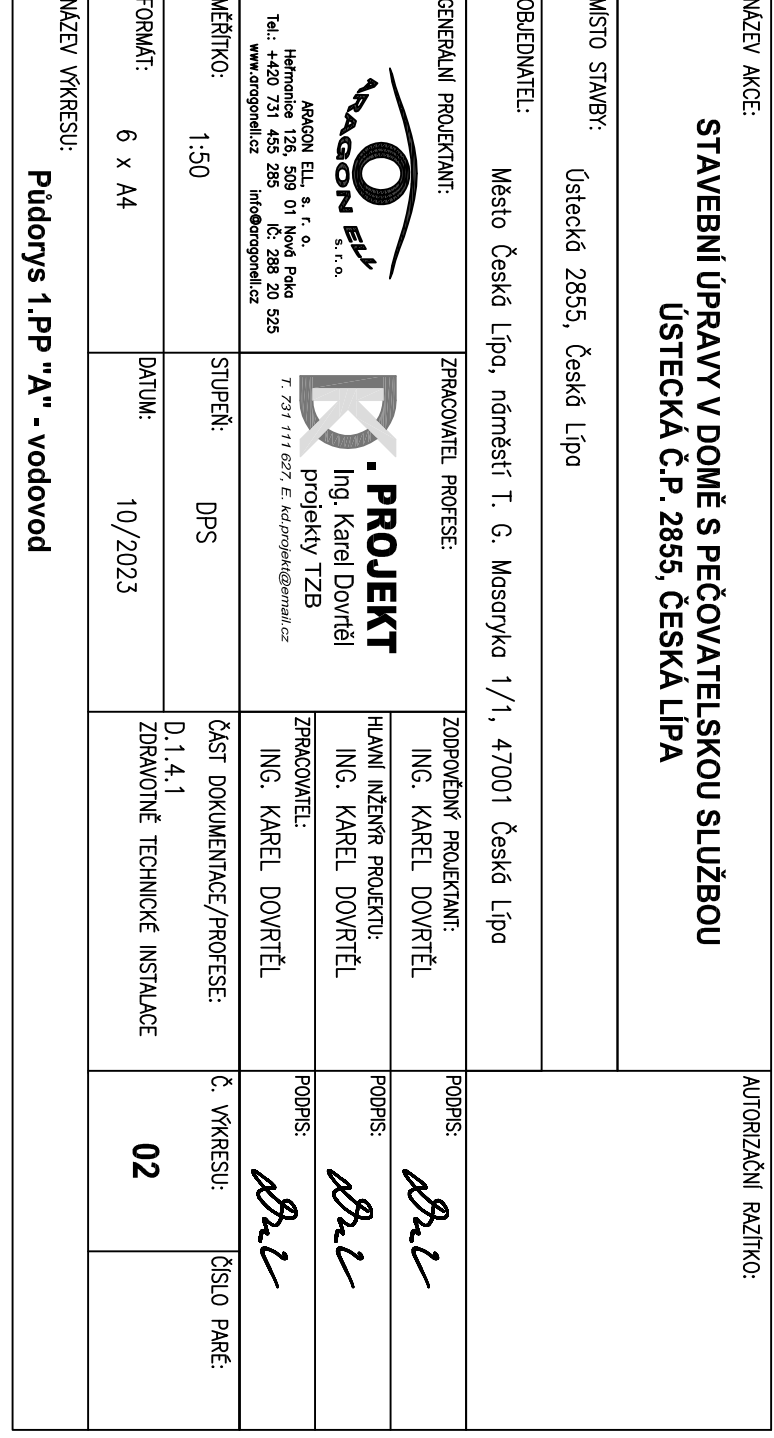 NÁZEV AKCE:
STAVEBNÍ ÚPRAVY V DOMĚ S PEČOVATELSKOU SLUŽBOU
ÚSTECKÁ Č.P. 2855, ČESKÁ LÍPA
AUTORIZAČNÍ RAZÍTKO:
MÍSTO STAVBY:
Ústecká 2855, Česká Lípa
OBJEDNATEL:
Město Česká Lípa, náměstí T. G. Masaryka 1/1, 47001 Česká Lípa
GENERÁLNÍ PROJEKTANT:
ARAGON ELL
s. r. o.
ARAGON ELL, s. r. o.
Heřmanice 126, 509 01 Nová Paka
Tel.: +420 731 455 285 IČ: 288 20 525
www.aragonell.cz info@aragonell.cz
ZPRACOVATEL PROFESE:
DK. PROJEKT
Ing. Karel Dovrtěl
projekty TZB
T. 731 111 627, E. kd.projekt@email.cz
ZODPOVĚDNÝ PROJEKTANT:
ING. KAREL DOVRTĚL
PODPIS:
HLAVNÍ INŽENÝR PROJEKTU:
ING. KAREL DOVRTĚL
PODPIS:
ZPRACOVATEL:
ING. KAREL DOVRTĚL
PODPIS:
MĚŘÍTKO:
1:50
STUPEŇ:
DPS
ČÁST DOKUMENTACE/PROFESE:
D.1.4.1
ZDRAVOTNĚ TECHNICKÉ INSTALACE
Č. VÝKRESU:
02
ČÍSLO PARÉ:
FORMÁT:
6 x A4
DATUM:
10/2023
NÁZEV VÝKRESU:
Půdorys 1.PP "A" - vodovod